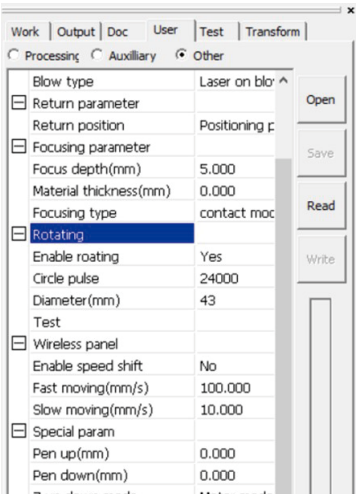 x
Work Output Doc User Test Transform
Processing Auxilliary Other
Blow type Laser on blo
Return parameter
Open
Return position Positioning p
Focusing parameter
Save
Focus depth(mm) 5.000
Material thickness(mm) 0.000
Focusing type contact mod
Read
Rotating
Enable roating Yes
Write
Circle pulse 24000
Diameter(mm) 43
Test
Wireless panel
Enable speed shift No
Fast moving(mm/s) 100.000
Slow moving(mm/s) 10.000
Special param
Pen up(mm) 0.000
Pen down(mm) 0.000